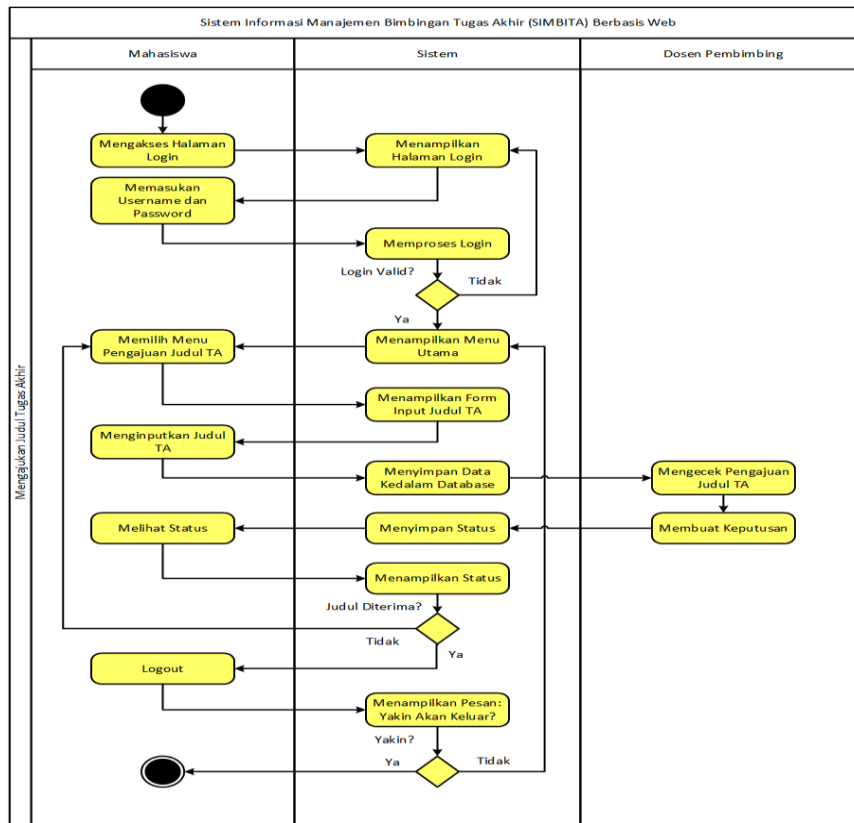 Sistem Informasi Manajemen Bimbingan Tugas Akhir (SIMBITA) Berbasis Web
Mahasiswa
Sistem
Dosen Pembimbing
Mengajukan Judul Tugas Akhir
Mengakses Halaman
Login
Menampilkan
Halaman Login
Memasukan
Username dan
Password
Memproses Login
Login Valid?
Tidak
Ya
Memilih Menu
Pengajuan Judul TA
Menampilkan Menu
Utama
Menampilkan Form
Input Judul TA
Menginputkan Judul
TA
Menyimpan Data
Kedalam Database
Mengecek Pengajuan
Judul TA
Melihat Status
Menyimpan Status
Membuat Keputusan
Menampilkan Status
Judul Diterima?
Tidak
Ya
Logout
Menampilkan Pesan:
Yakin Akan Keluar?
Yakin?
Ya
Tidak